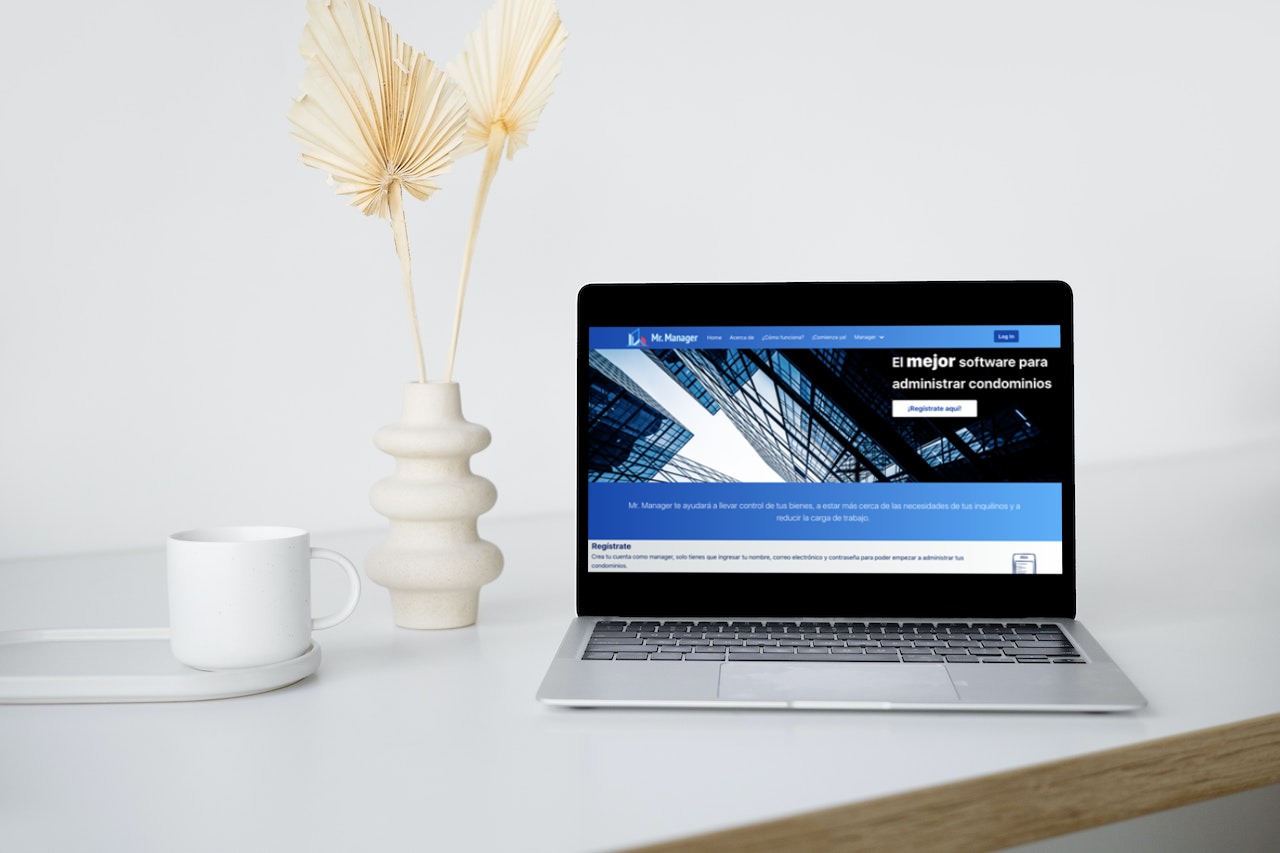 Mr. Manager Home Acerca de ¿Cómo funciona? ¡Comienza ya! Manager Log In
El mejor software para
administrar condominios
¡Regístrate aquí!
Mr. Manager te ayudará a llevar control de tus bienes, a estar más cerca de las necesidades de tus inquilinos y a
reducir la carga de trabajo.
Regístrate
Crea tu cuenta como manager, solo tienes que ingresar tu nombre, correo electrónico y contraseña para poder empezar a administrar tus
condominios.